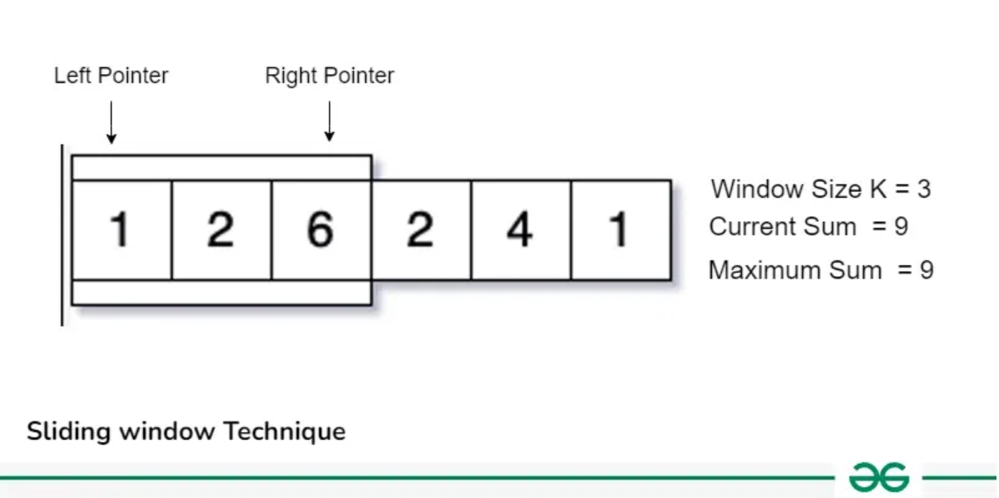 Left Pointer Right Pointer
1 2 6 2 4 1
Window Size K = 3
Current Sum = 9
Maximum Sum = 9
Sliding window Technique